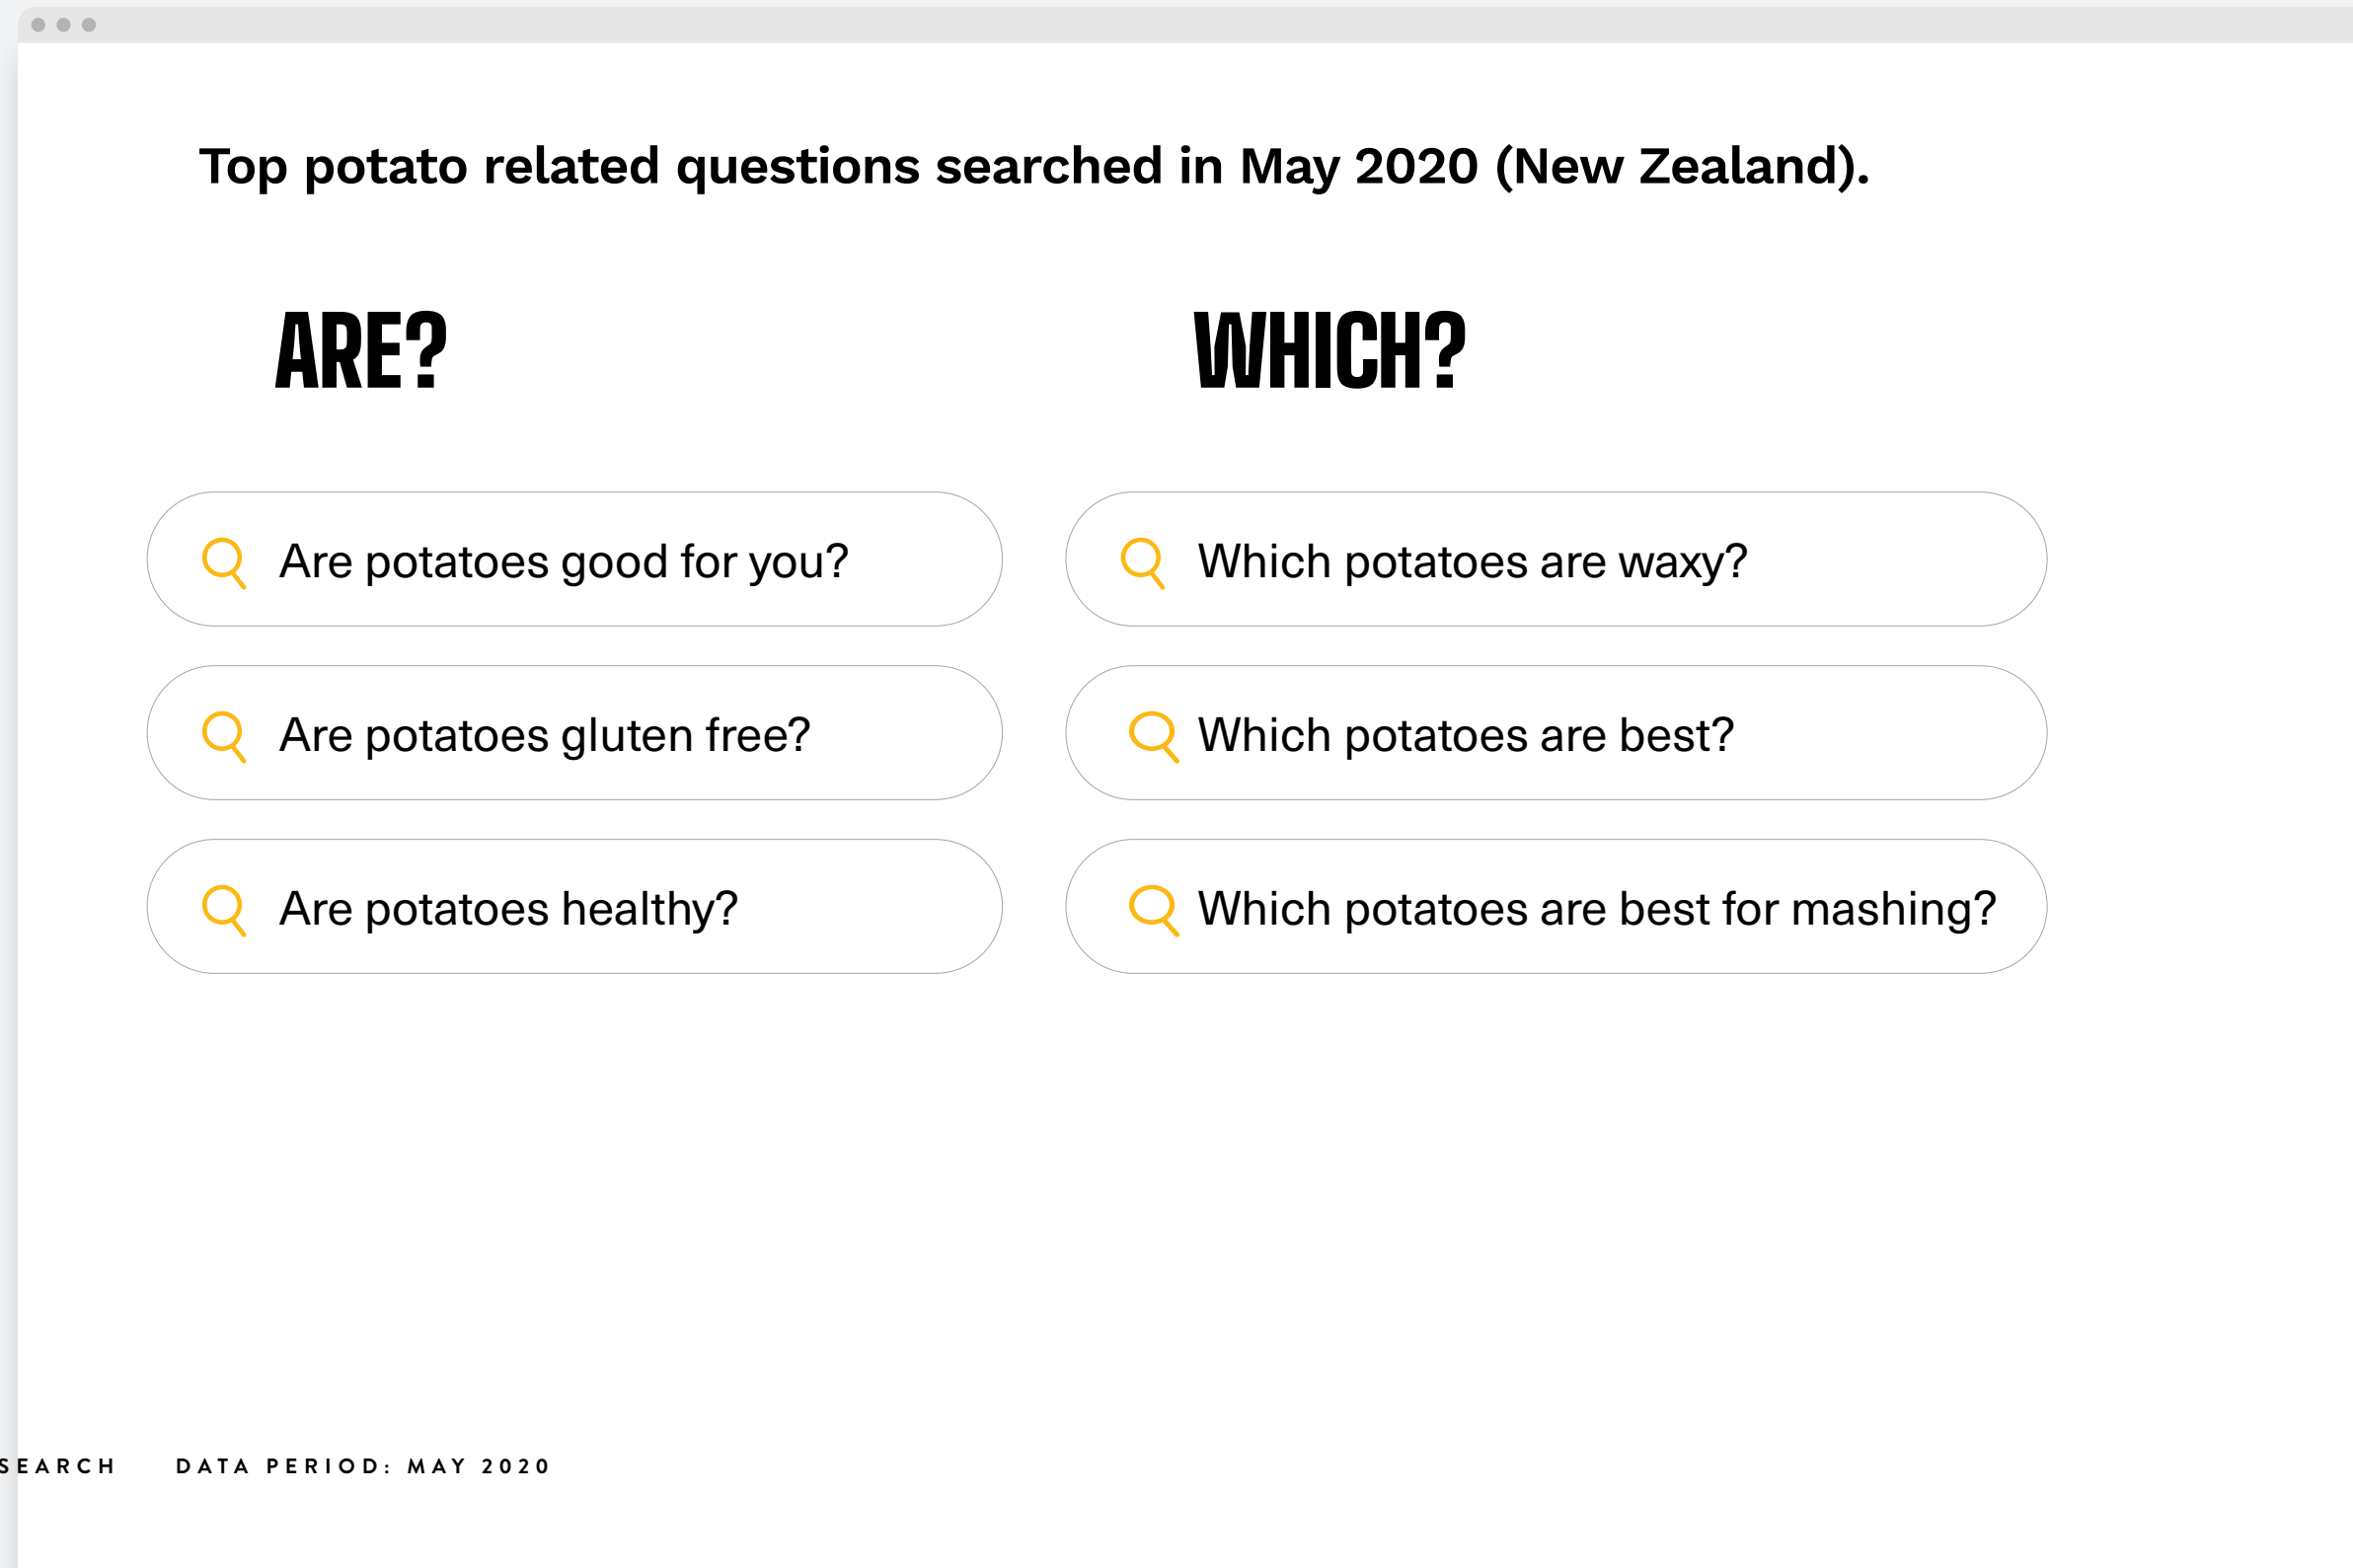 Top potato related questions searched in May 2020 (New Zealand).
ARE?
Are potatoes good for you?
Are potatoes gluten free?
Are potatoes healthy?
WHICH?
Which potatoes are waxy?
Which potatoes are best?
Which potatoes are best for mashing?
SEARCH DATA PERIOD: MAY 2020